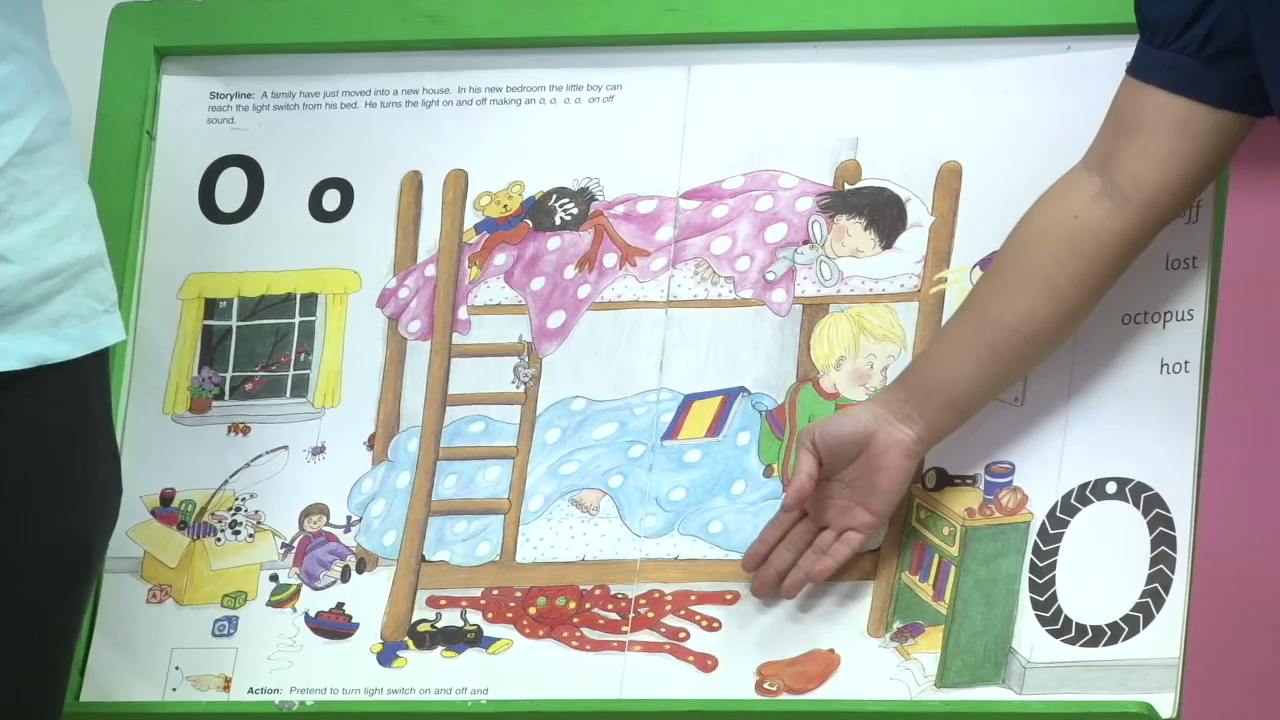 Storyline: A family have just moved into a new house. In his new bedroom the little boy can
reach the light switch from his bed. He turns the light on and off making an o, o, o, o, on off
sound.
O o
off
lost
octopus
hot
O
Action: Pretend to turn light switch on and off and